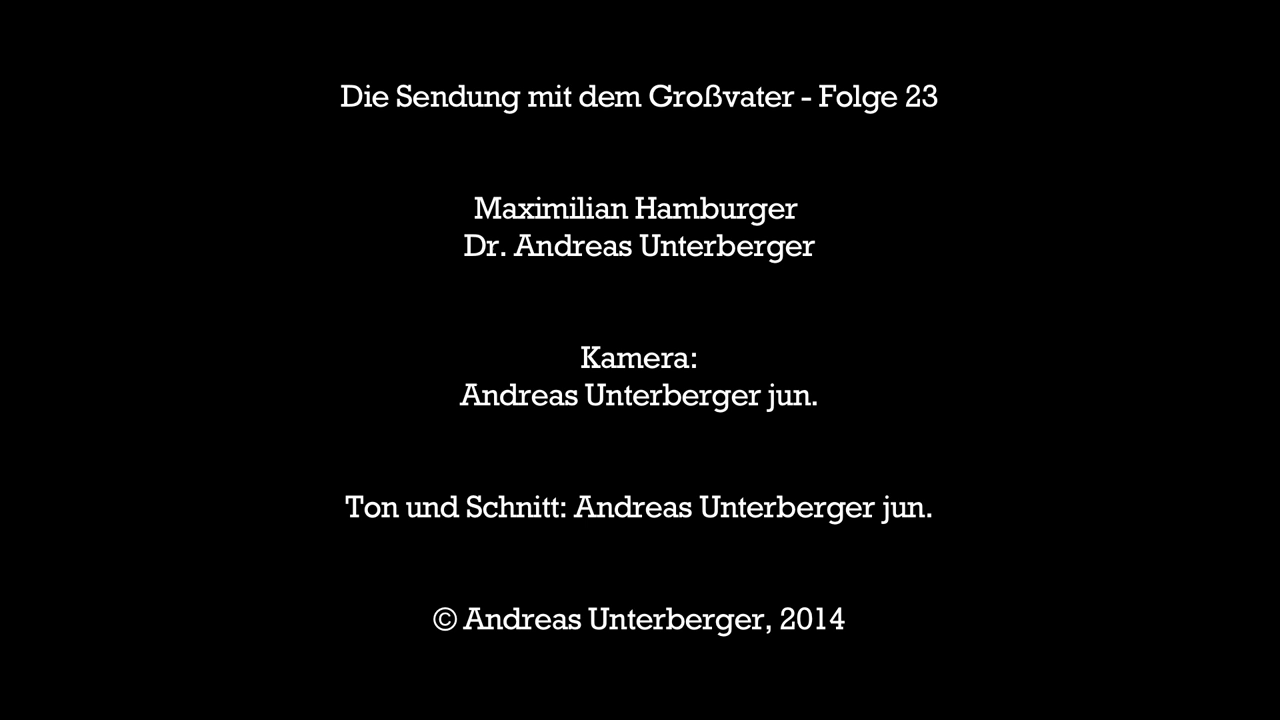 Die Sendung mit dem Großvater - Folge 23
Maximilian Hamburger
Dr. Andreas Unterberger
Kamera:
Andreas Unterberger jun.
Ton und Schnitt: Andreas Unterberger jun.
© Andreas Unterberger, 2014